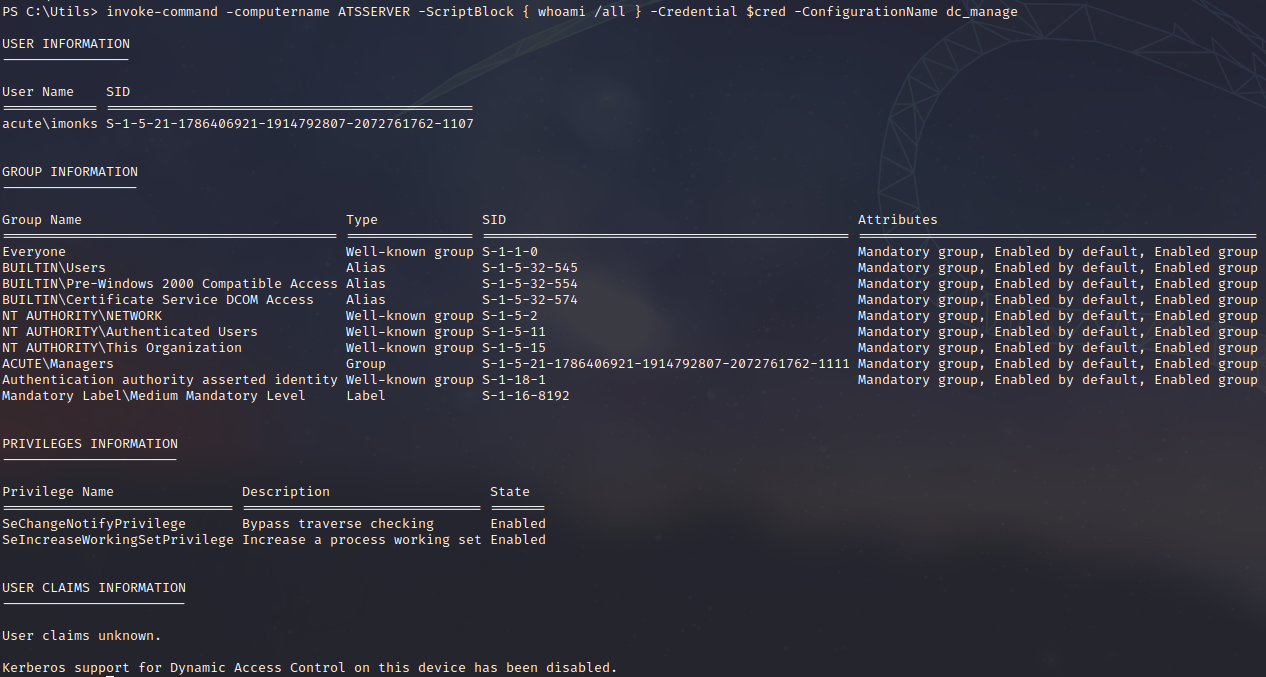 PS C:\Utils> invoke-command -computername ATSSERVER -ScriptBlock { whoami /all } -Credential $cred -ConfigurationName dc_manage
USER INFORMATION
----------------
User Name    SID
============ ==============================================
acute\imonks S-1-5-21-1786406921-1914792807-2072761762-1107
GROUP INFORMATION
-----------------
Group Name                                 Type             SID                                            Attributes
========================================== ================ ============================================== ==================================================
Everyone                                   Well-known group S-1-1-0                                        Mandatory group, Enabled by default, Enabled group
BUILTIN\Users                              Alias            S-1-5-32-545                                   Mandatory group, Enabled by default, Enabled group
BUILTIN\Pre-Windows 2000 Compatible Access Alias            S-1-5-32-554                                   Mandatory group, Enabled by default, Enabled group
BUILTIN\Certificate Service DCOM Access    Alias            S-1-5-32-574                                   Mandatory group, Enabled by default, Enabled group
NT AUTHORITY\NETWORK                       Well-known group S-1-5-2                                        Mandatory group, Enabled by default, Enabled group
NT AUTHORITY\Authenticated Users           Well-known group S-1-5-11                                       Mandatory group, Enabled by default, Enabled group
NT AUTHORITY\This Organization             Well-known group S-1-5-15                                       Mandatory group, Enabled by default, Enabled group
ACUTE\Managers                             Group            S-1-5-21-1786406921-1914792807-2072761762-1111 Mandatory group, Enabled by default, Enabled group
Authentication authority asserted identity Well-known group S-1-18-1                                       Mandatory group, Enabled by default, Enabled group
Mandatory Label\Medium Mandatory Level     Label            S-1-16-8192
PRIVILEGES INFORMATION
----------------------
Privilege Name                Description                    State
============================= ============================== =======
SeChangeNotifyPrivilege       Bypass traverse checking       Enabled
SeIncreaseWorkingSetPrivilege Increase a process working set Enabled
USER CLAIMS INFORMATION
-----------------------
User claims unknown.
Kerberos support for Dynamic Access Control on this device has been disabled.